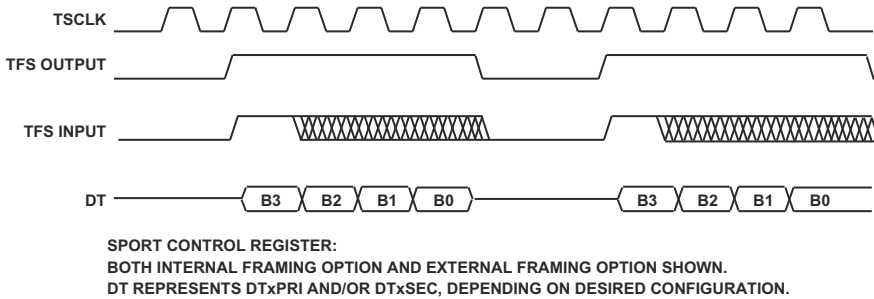 TSCLK
TFS OUTPUT
TFS INPUT
DT B3 B2 B1 B0 B3 B2 B1 B0
SPORT CONTROL REGISTER:
BOTH INTERNAL FRAMING OPTION AND EXTERNAL FRAMING OPTION SHOWN.
DT REPRESENTS DTxPRI AND/OR DTxSEC, DEPENDING ON DESIRED CONFIGURATION.